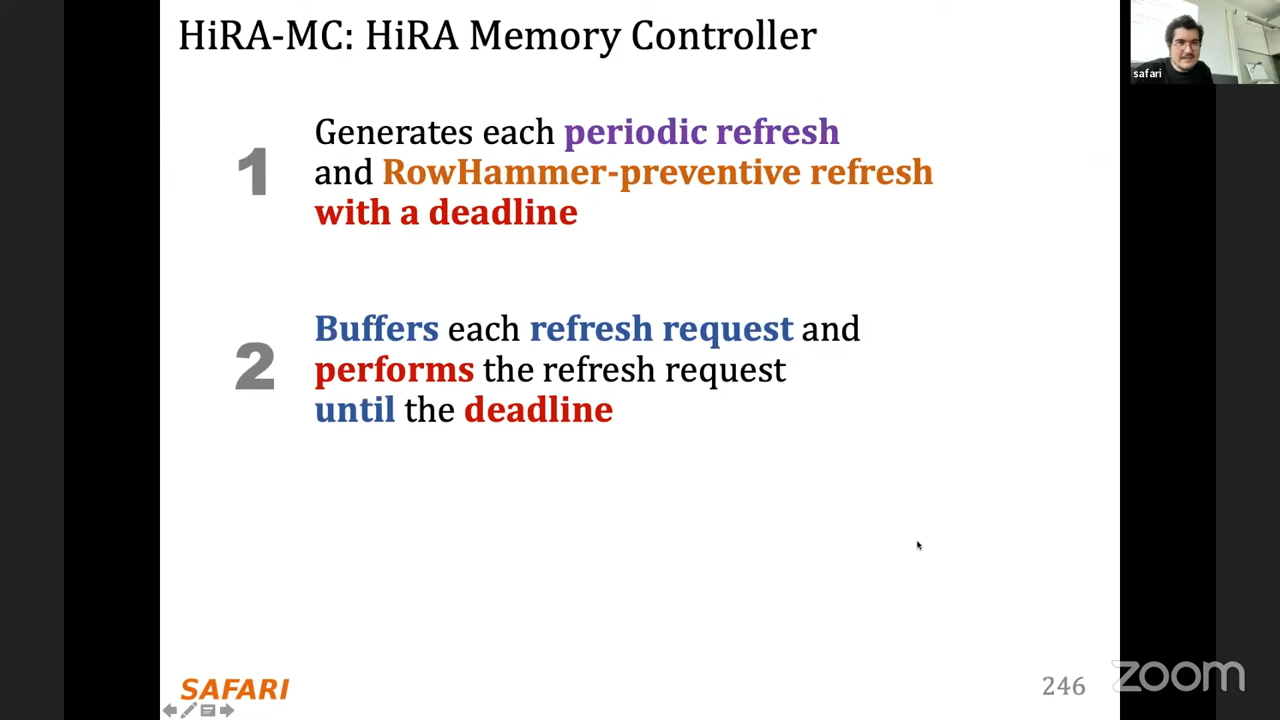 HiRA-MC: HiRA Memory Controller
safari
1
Generates each periodic refresh
and RowHammer-preventive refresh
with a deadline
2
Buffers each refresh request and
performs the refresh request
until the deadline
SAFARI
246
zoom